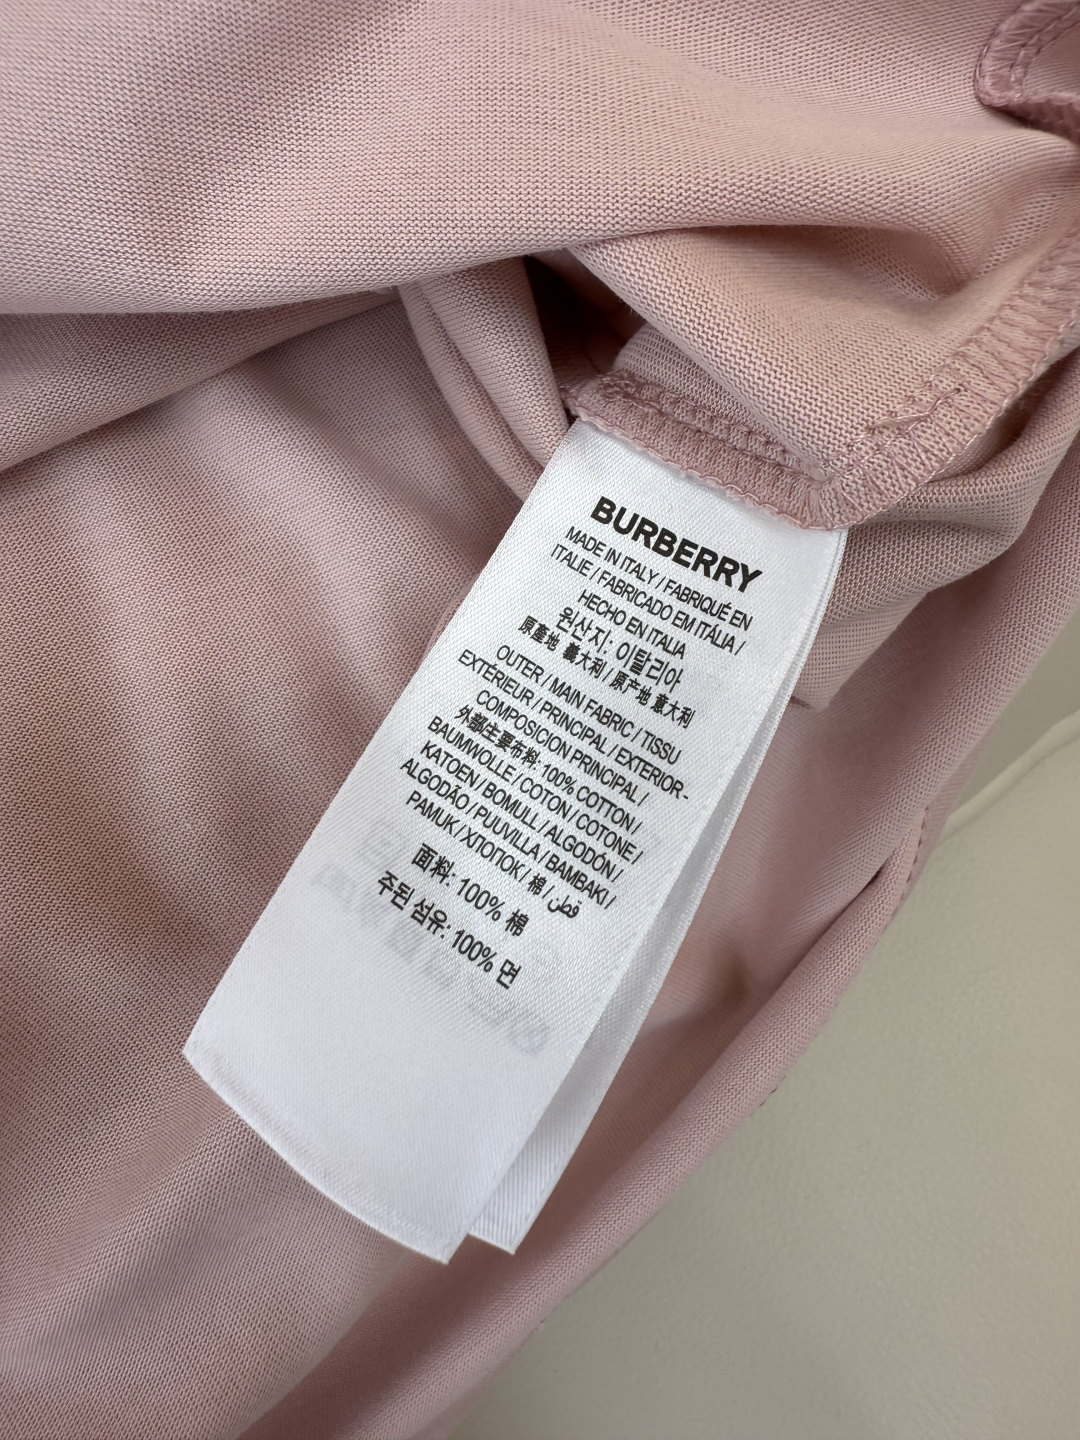 BURBERRY
MADE IN ITALY / FABRIQUÉ EN
ITALIE / FABRICADO EM ITÁLIA /
HECHO EN ITALIA
원산지: 이탈리아
原產地 義大利 / 原产地 意大利
OUTER / MAIN FABRIC / TISSU
EXTÉRIEUR / PRINCIPAL / EXTERIOR -
COMPOSICION PRINCIPAL /
外部主要布料: 100% COTTON /
BAUMWOLLE / COTON / COTONE /
KATOEN / BOMULL / ALGODÓN /
ALGODÃO / PUUVILLA / BAMBAKI /
PAMUK / ХЛОПОК / 棉 / قطن
面料: 100% 棉
주된 섬유: 100% 면